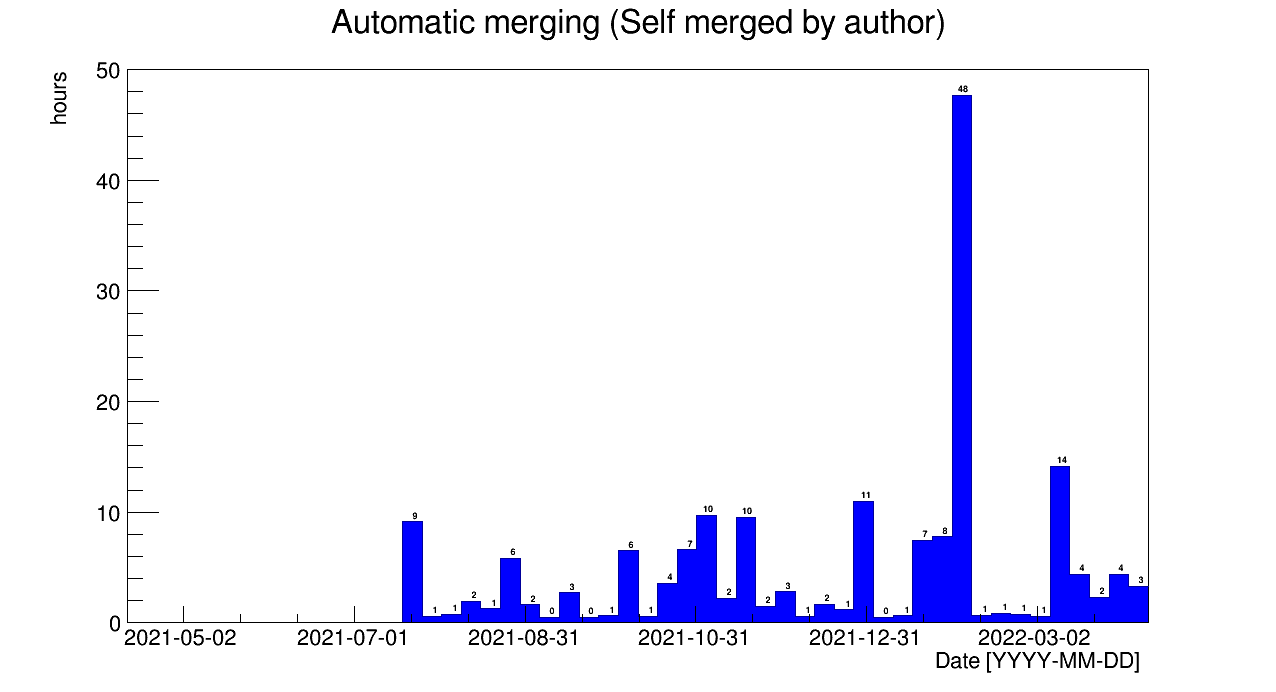 Automatic merging (Self merged by author)
hours
50
40
30
20
10
0
9 1 1 2 1 6 2 0 3 0 1 6 1 4 7 10 2 10 2 3 1 2 1 11 0 1 7 8 48 1 1 1 1 14 4 2 4 3
2021-05-02 2021-07-01 2021-08-31 2021-10-31 2021-12-31 2022-03-02
Date [YYYY-MM-DD]